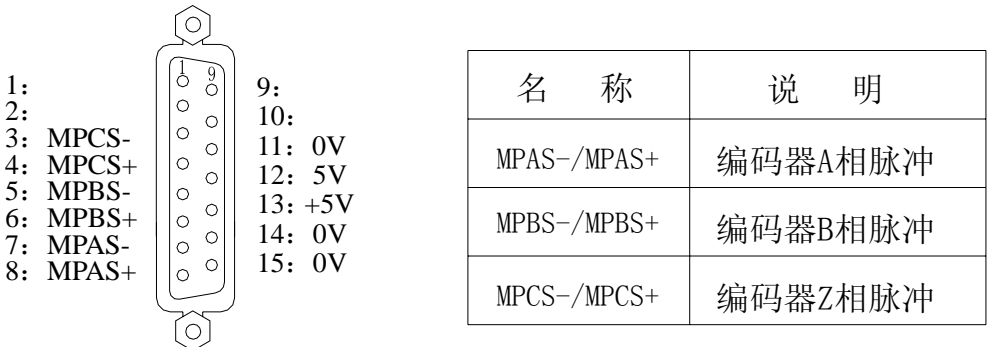 1 9
1：
2：
3：MPCS-
4：MPCS+
5：MPBS-
6：MPBS+
7：MPAS-
8：MPAS+
9：
10：
11：0V
12：5V
13：+5V
14：0V
15：0V
名 称 说 明
MPAS-/MPAS+ 编码器A相脉冲
MPBS-/MPBS+ 编码器B相脉冲
MPCS-/MPCS+ 编码器Z相脉冲